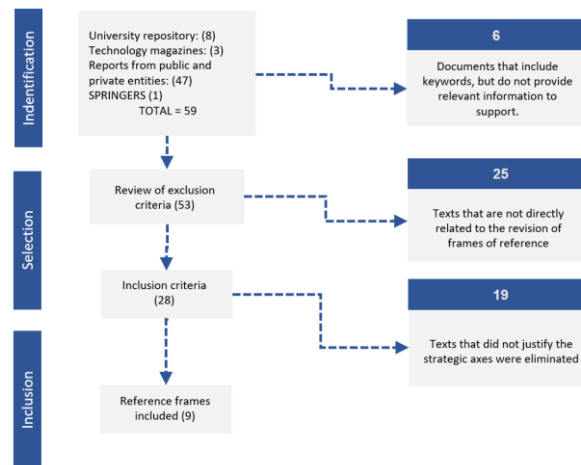 Indentification
University repository: (8)
Technology magazines: (3)
Reports from public and
private entities: (47)
SPRINGERS (1)
TOTAL = 59
6
Documents that include
keywords, but do not provide
relevant information to
support.
Selection
Review of exclusion
criteria (53)
25
Texts that are not directly
related to the revision of
frames of reference
Inclusion criteria
(28)
19
Texts that did not justify the
strategic axes were eliminated
Inclusion
Reference frames
included (9)